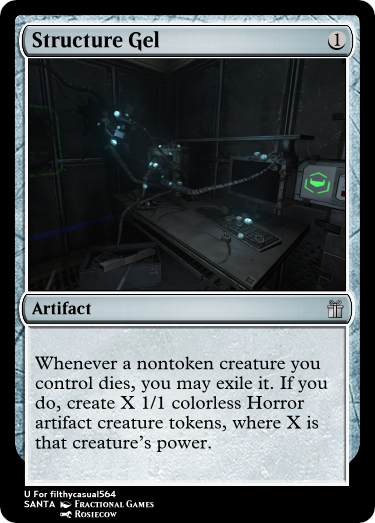 Structure Gel 1
Artifact
Whenever a nontoken creature you
control dies, you may exile it. If you
do, create X 1/1 colorless Horror
artifact creature tokens, where X is
that creature's power.
U For filthycasual564
SANTA Fractional Games
Rosiecow